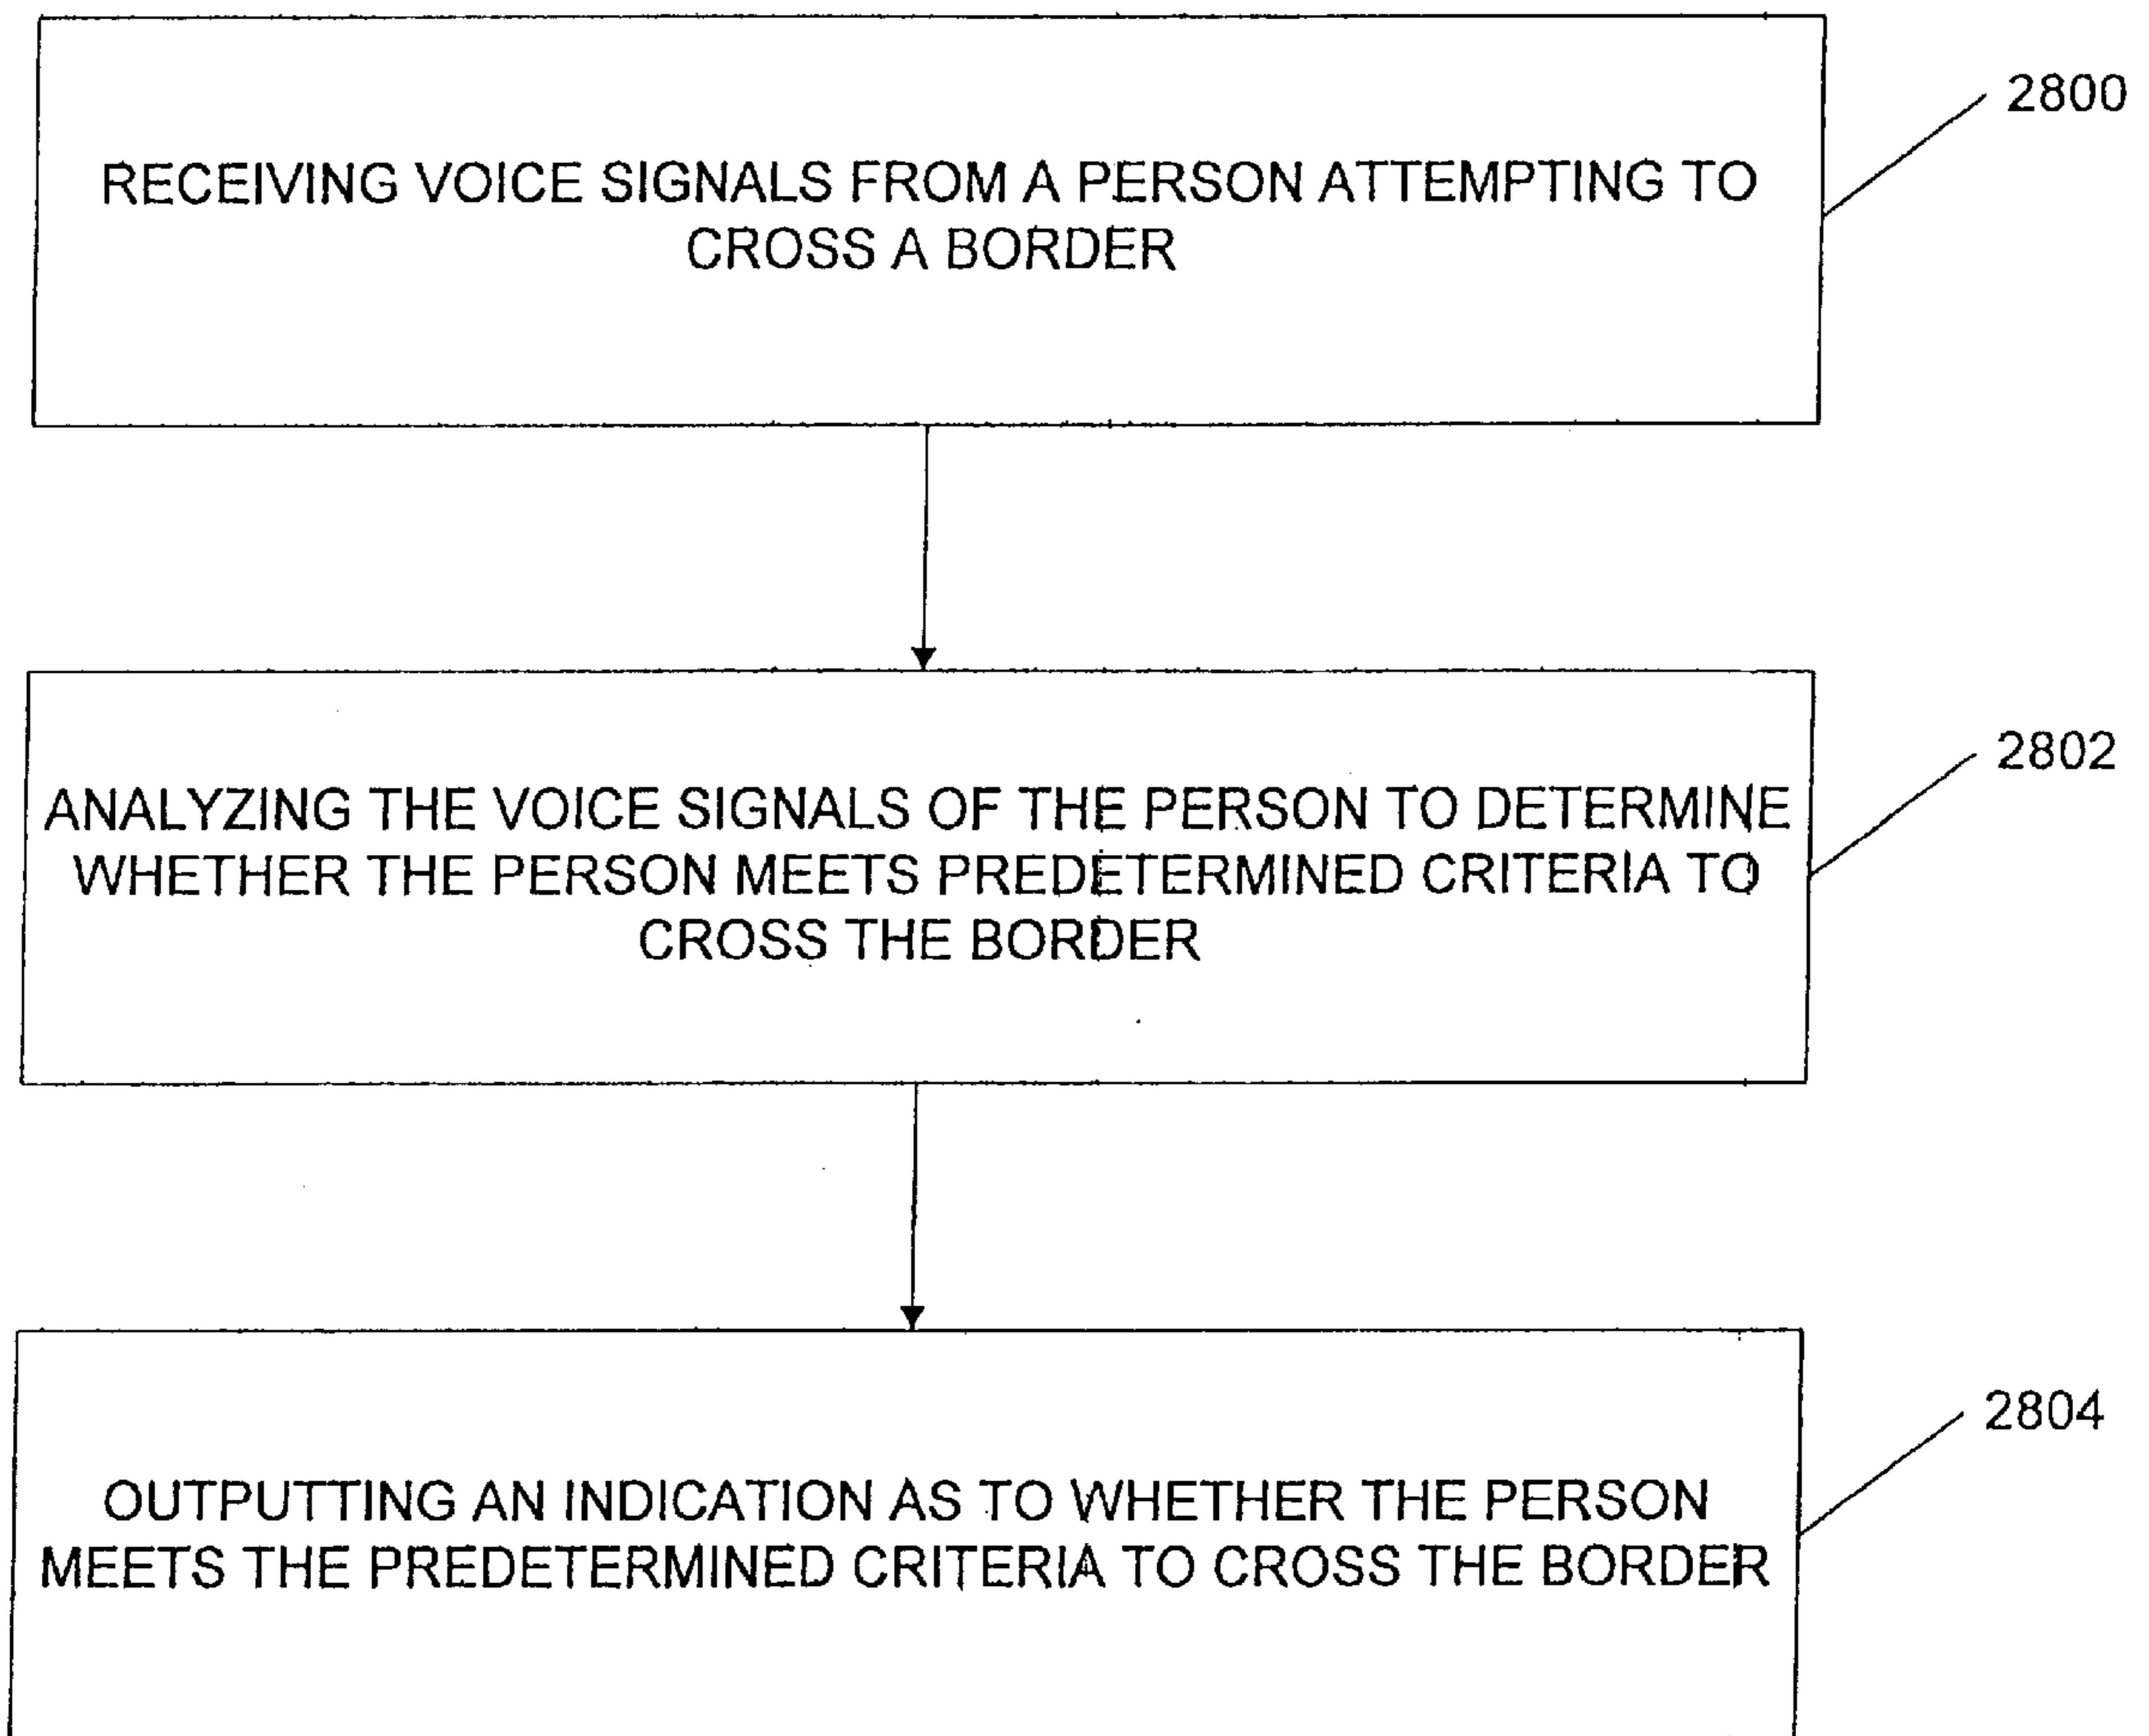 RECEIVING VOICE SIGNALS FROM A PERSON ATTEMPTING TO
CROSS A BORDER
2800
ANALYZING THE VOICE SIGNALS OF THE PERSON TO DETERMINE
WHETHER THE PERSON MEETS PREDETERMINED CRITERIA TO
CROSS THE BORDER
2802
OUTPUTTING AN INDICATION AS TO WHETHER THE PERSON
MEETS THE PREDETERMINED CRITERIA TO CROSS THE BORDER
2804